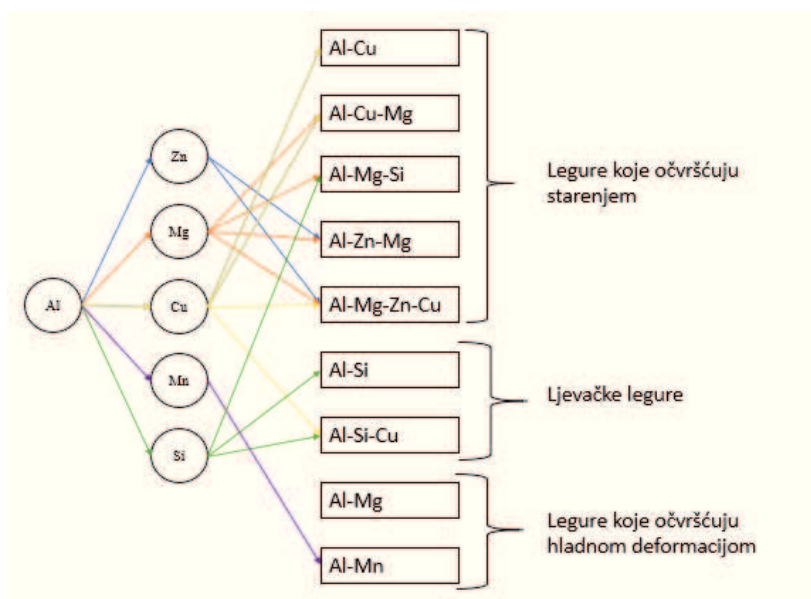 Al
Zn
Mg
Cu
Mn
Si
Al-Cu
Al-Cu-Mg
Al-Mg-Si
Al-Zn-Mg
Al-Mg-Zn-Cu
Al-Si
Al-Si-Cu
Al-Mg
Al-Mn
Legure koje očvršćuju
starenjem
Ljevačke legure
Legure koje očvršćuju
hladnom deformacijom